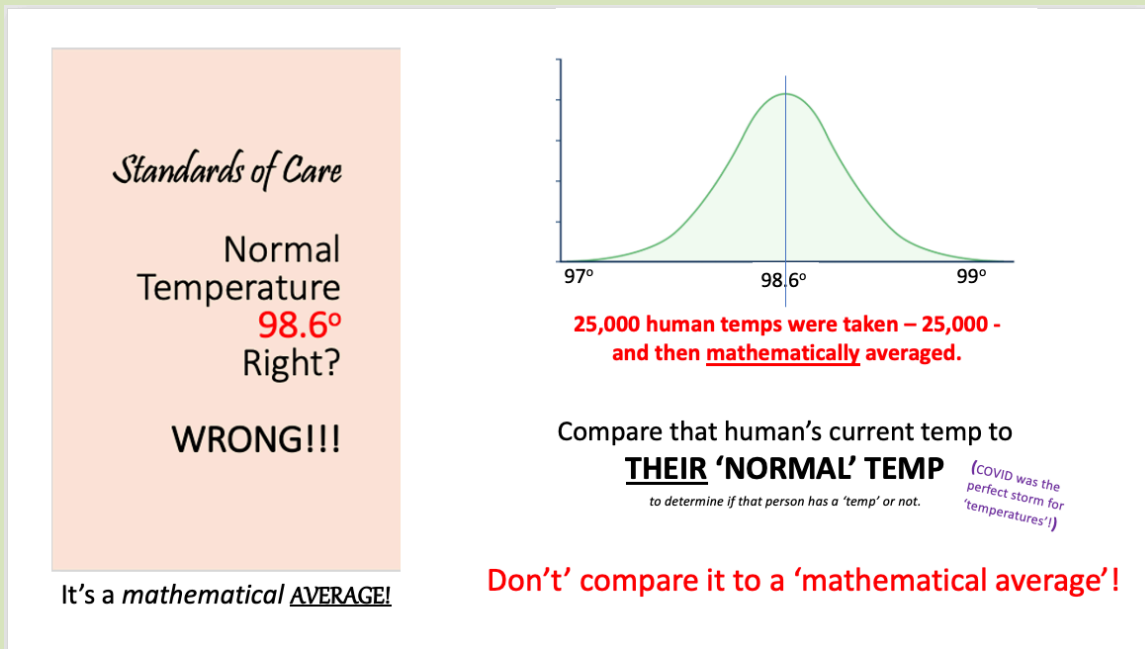 Standards of Care
Normal
Temperature
98.6º
Right?
WRONG!!!
It's a mathematical AVERAGE!
97º
98.6º
99º
25,000 human temps were taken – 25,000 -
and then mathematically averaged.
Compare that human's current temp to
THEIR 'NORMAL' TEMP
to determine if that person has a 'temp' or not.
(COVID was the
perfect storm for
'temperatures'!)
Don't' compare it to a 'mathematical average'!